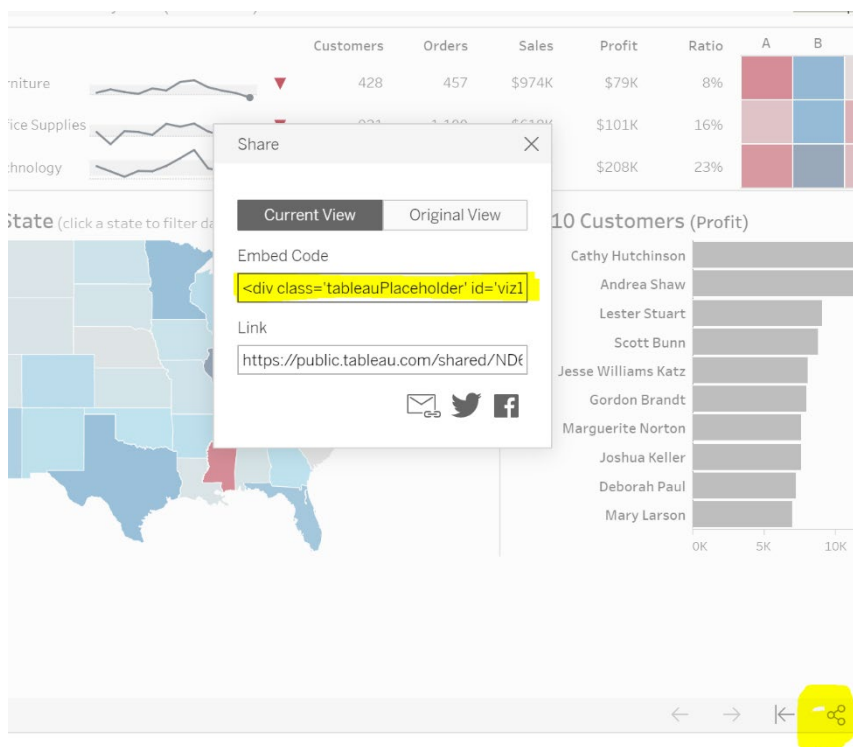 Customers Orders Sales Profit Ratio A B
rniture 428 457 $974K $79K 8%
fice Supplies $101K 16%
chnology $208K 23%
Share
Current View Original View
Embed Code
<div class='tableauPlaceholder' id='viz1
Link
https://public.tableau.com/shared/ND6
State (click a state to filter da
10 Customers (Profit)
Cathy Hutchinson
Andrea Shaw
Lester Stuart
Scott Bunn
Jesse Williams Katz
Gordon Brandt
Marguerite Norton
Joshua Keller
Deborah Paul
Mary Larson
0K 5K 10K